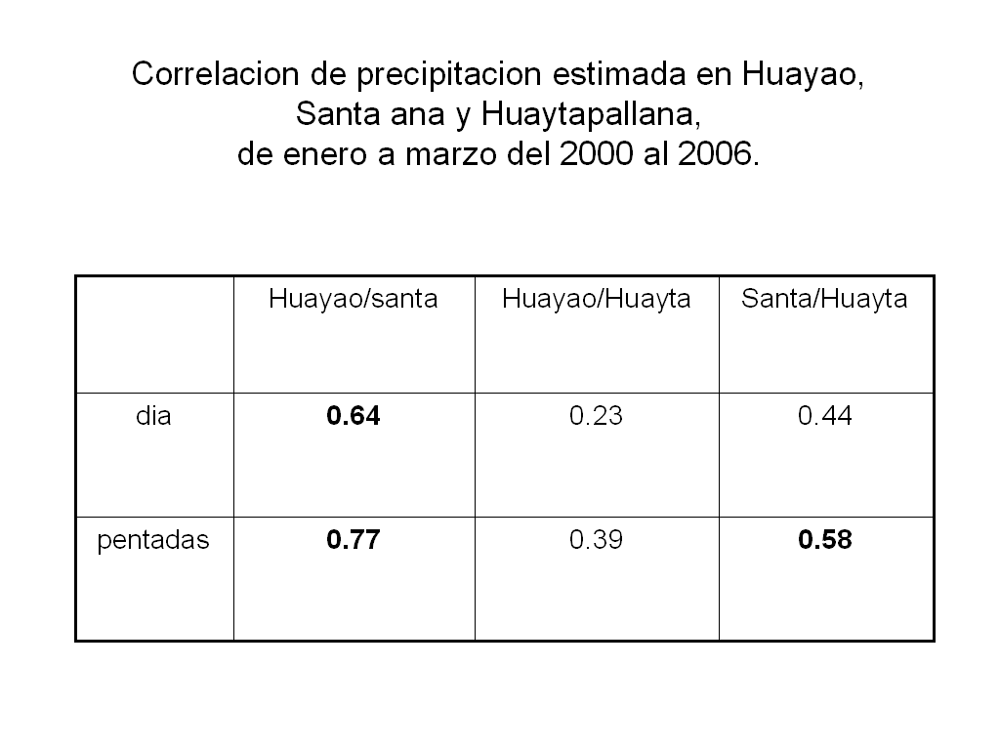 Correlacion de precipitacion estimada en Huayao,
Santa ana y Huaytapallana,
de enero a marzo del 2000 al 2006.
Huayao/santa Huayao/Huayta Santa/Huayta
dia 0.64 0.23 0.44
pentadas 0.77 0.39 0.58